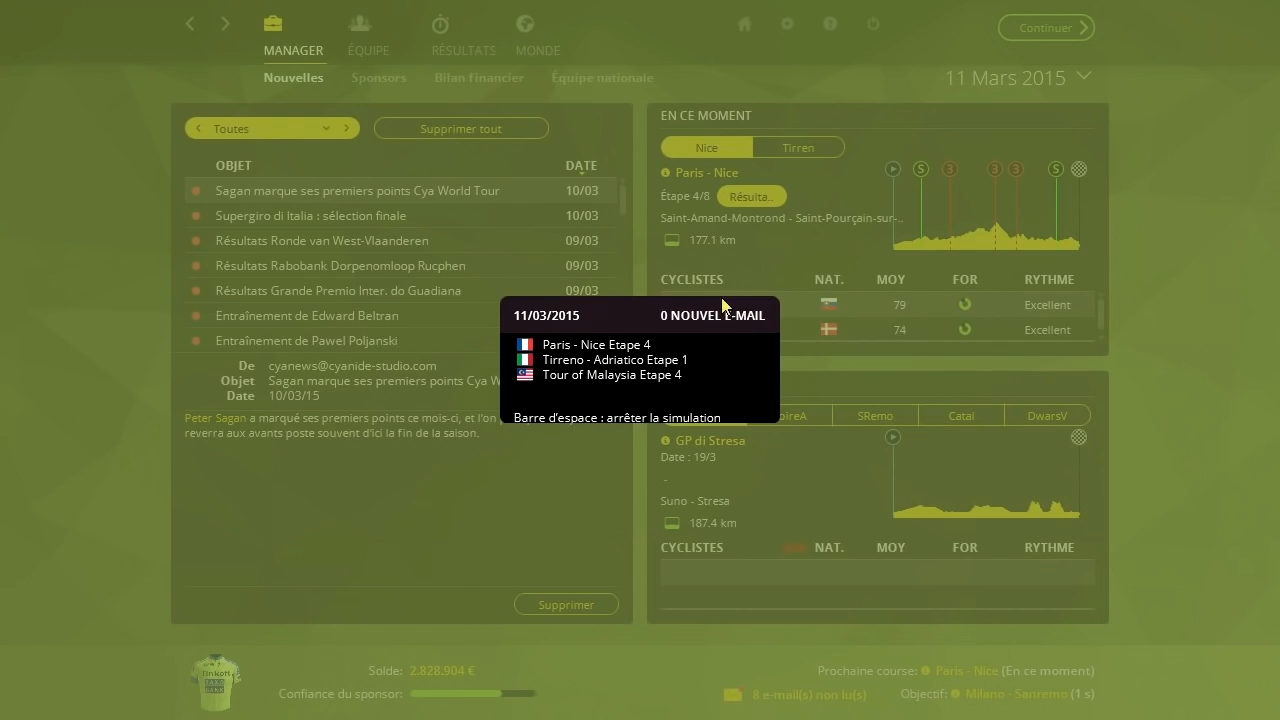 MANAGER ÉQUIPE RÉSULTATS MONDE
Continuer
Nouvelles Sponsors Bilan financier Équipe nationale
11 Mars 2015
Toutes
Supprimer tout
OBJET DATE
Sagan marque ses premiers points Cya World Tour 10/03
Supergiro di Italia : sélection finale 10/03
Résultats Ronde van West-Vlaanderen 09/03
Résultats Rabobank Dorpenomloop Rucphen 09/03
Résultats Grande Premio Inter. do Guadiana 09/03
Entraînement de Edward Beltran
Entraînement de Pawel Poljanski
De cyanews@cyanide-studio.com
Objet Sagan marque ses premiers points Cya W
Date 10/03/15
Peter Sagan a marqué ses premiers points ce mois-ci, et l'on
reverra aux avants poste souvent d'ici la fin de la saison.
Supprimer
EN CE MOMENT
Nice Tirren
Paris - Nice
Étape 4/8 Résulta..
Saint-Amand-Montrond - Saint-Pourçain-sur-..
177.1 km
S 3 3 3 S
CYCLISTES NAT. MOY FOR RYTHME
79 Excellent
74 Excellent
11/03/2015 0 NOUVEL E-MAIL
Paris - Nice Etape 4
Tirreno - Adriatico Etape 1
Tour of Malaysia Etape 4
Barre d'espace : arrêter la simulation
oireA SRemo Catal DwarsV
GP di Stresa
Date : 19/3
-
Suno - Stresa
187.4 km
CYCLISTES NAT. MOY FOR RYTHME
Tinkoff
SAXO
BANK
Solde: 2.828.904 €
Confiance du sponsor:
Prochaine course: Paris - Nice (En ce moment)
8 e-mail(s) non lu(s)
Objectif: Milano - Sanremo (1 s)